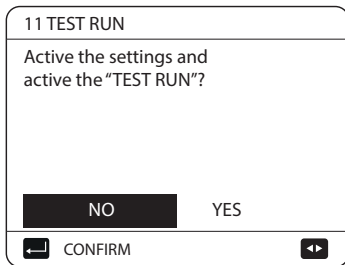 11 TEST RUN
Active the settings and
active the “TEST RUN”?
NO YES
CONFIRM